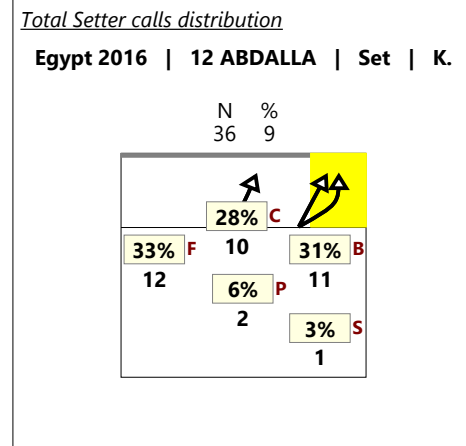 Total Setter calls distribution
Egypt 2016 | 12 ABDALLA | Set | K.
N %
36 9
28% C
10
33% F
12
31% B
11
6% P
2
3% S
1